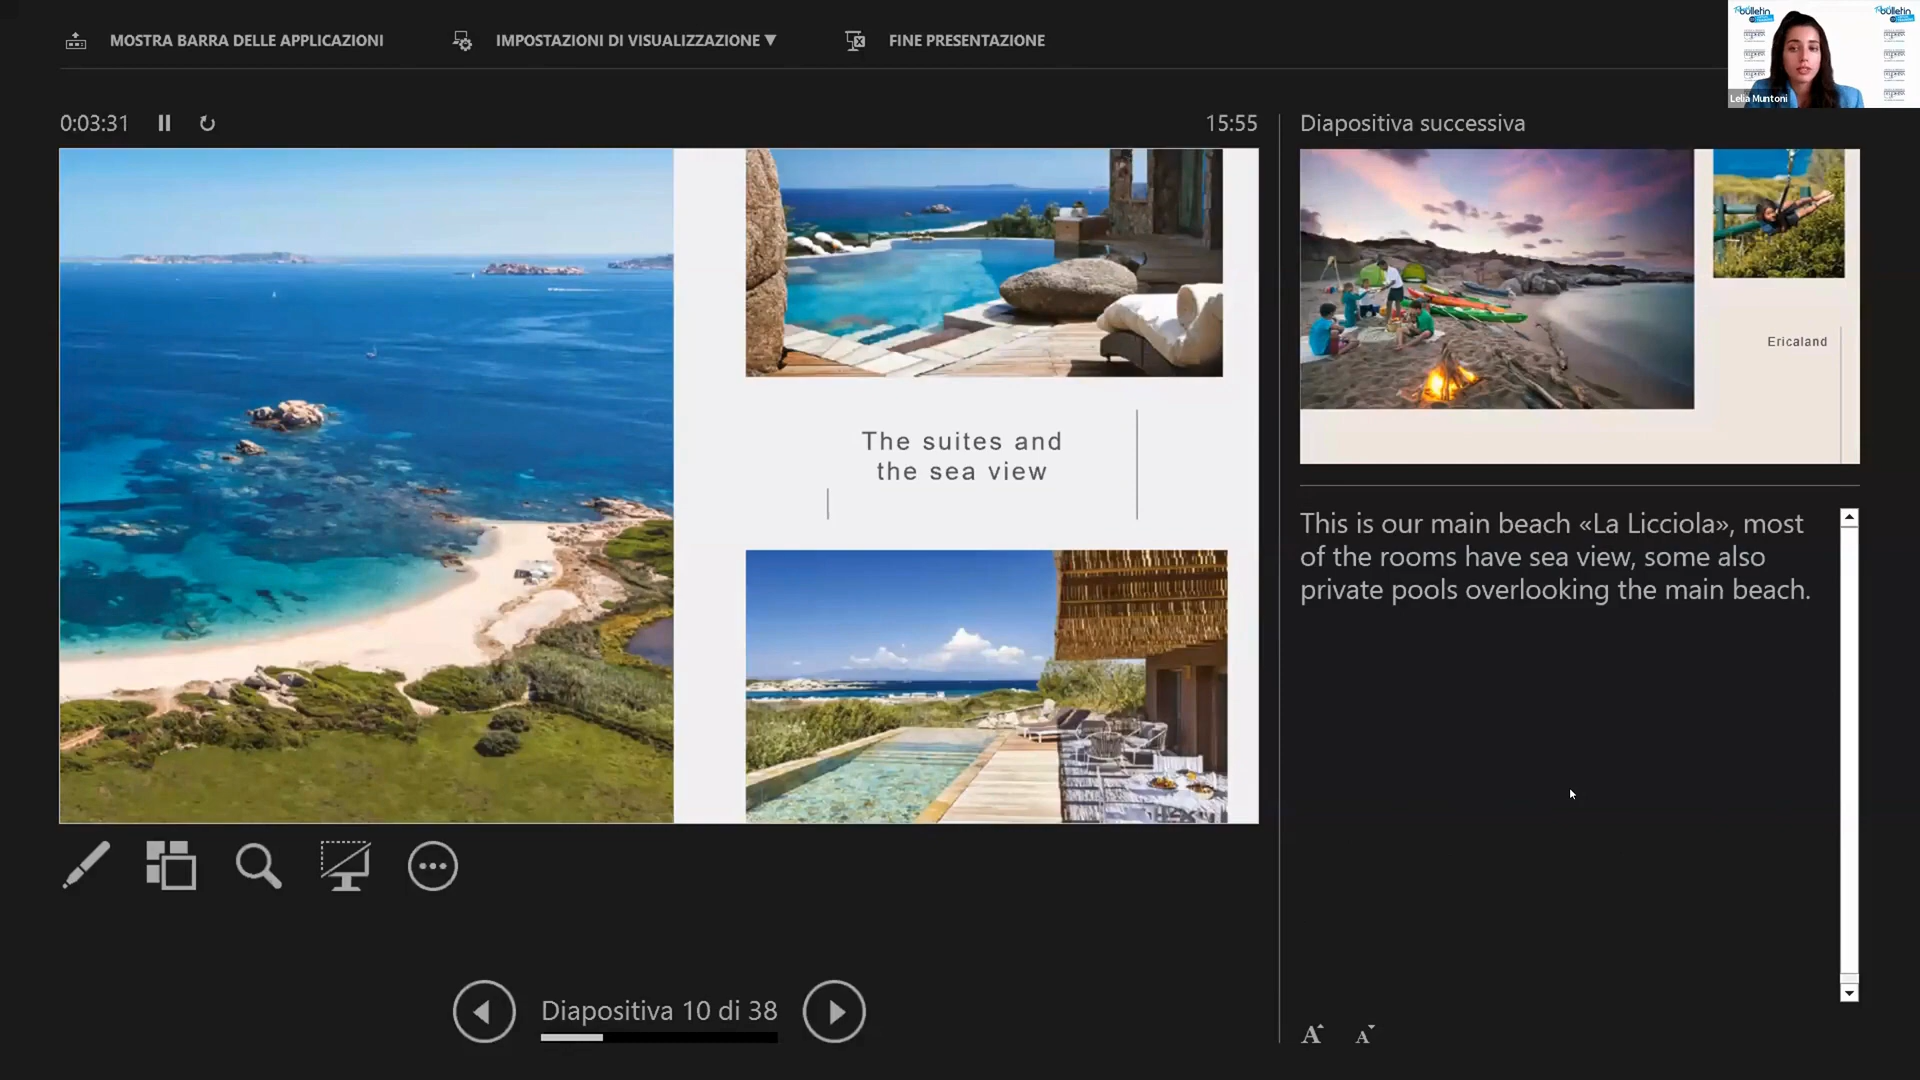 MOSTRA BARRA DELLE APPLICAZIONI
IMPOSTAZIONI DI VISUALIZZAZIONE ▼
FINE PRESENTAZIONE
bulletin
bulletin
Lelia Muntoni
0:03:31
15:55
Diapositiva successiva
The suites and
the sea view
Ericaland
This is our main beach «La Licciola», most
of the rooms have sea view, some also
private pools overlooking the main beach.
Diapositiva 10 di 38
A
A